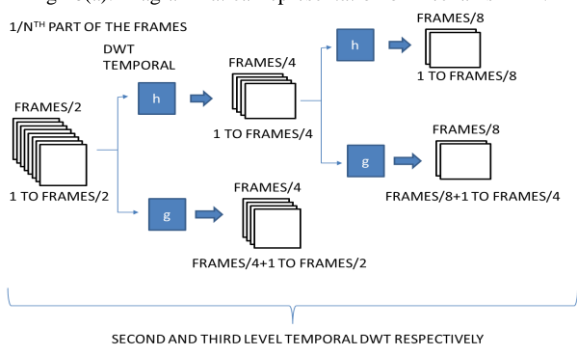 1/NTH PART OF THE FRAMES
DWT
TEMPORAL
FRAMES/2
1 TO FRAMES/2
h
FRAMES/4
1 TO FRAMES/4
h
FRAMES/8
1 TO FRAMES/8
g
FRAMES/4
FRAMES/4+1 TO FRAMES/2
g
FRAMES/8
FRAMES/8+1 TO FRAMES/4
SECOND AND THIRD LEVEL TEMPORAL DWT RESPECTIVELY